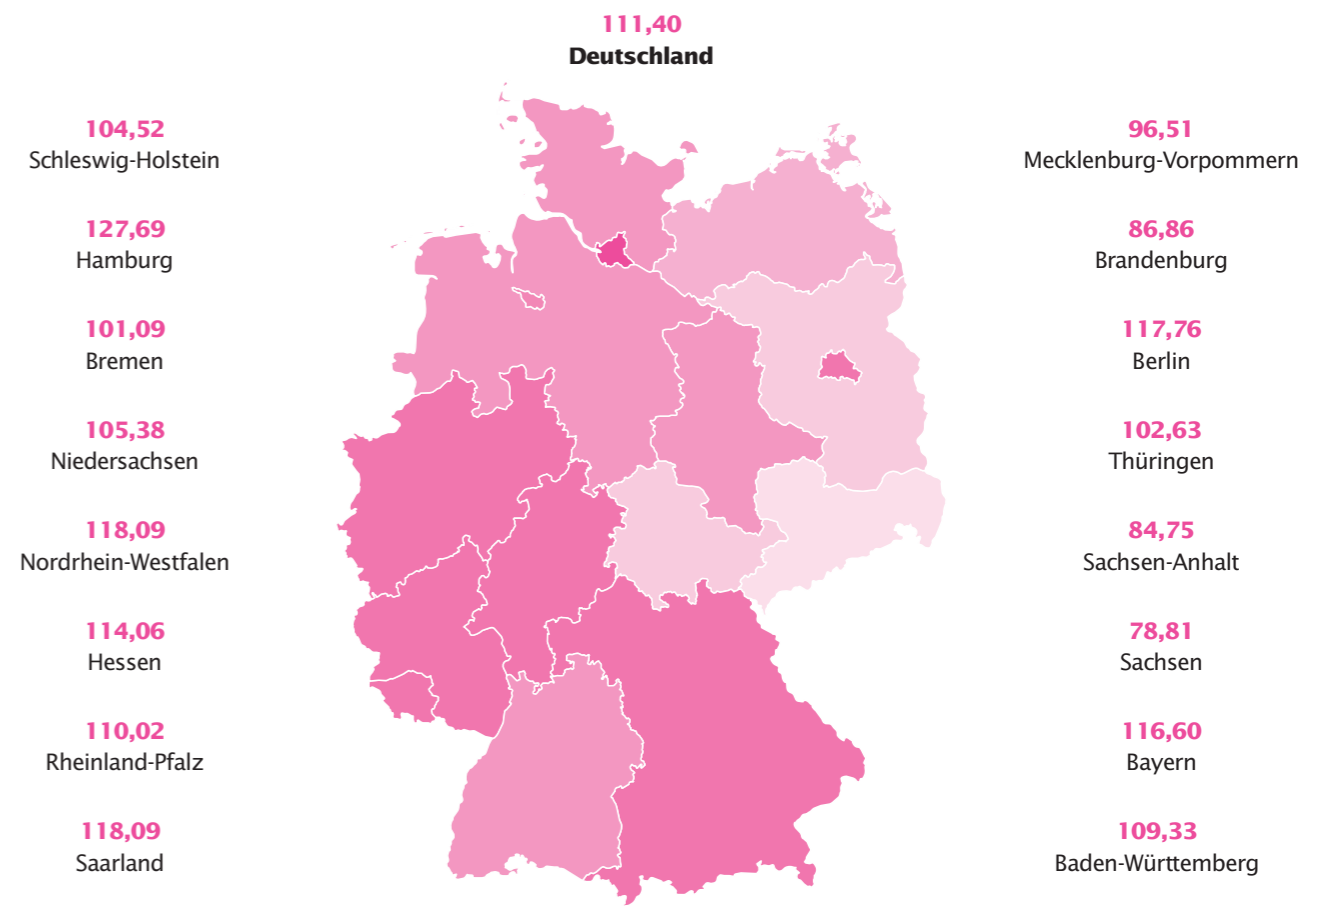 111,40
Deutschland
104,52
Schleswig-Holstein
127,69
Hamburg
101,09
Bremen
105,38
Niedersachsen
118,09
Nordrhein-Westfalen
114,06
Hessen
110,02
Rheinland-Pfalz
118,09
Saarland
96,51
Mecklenburg-Vorpommern
86,86
Brandenburg
117,76
Berlin
102,63
Thüringen
84,75
Sachsen-Anhalt
78,81
Sachsen
116,60
Bayern
109,33
Baden-Württemberg